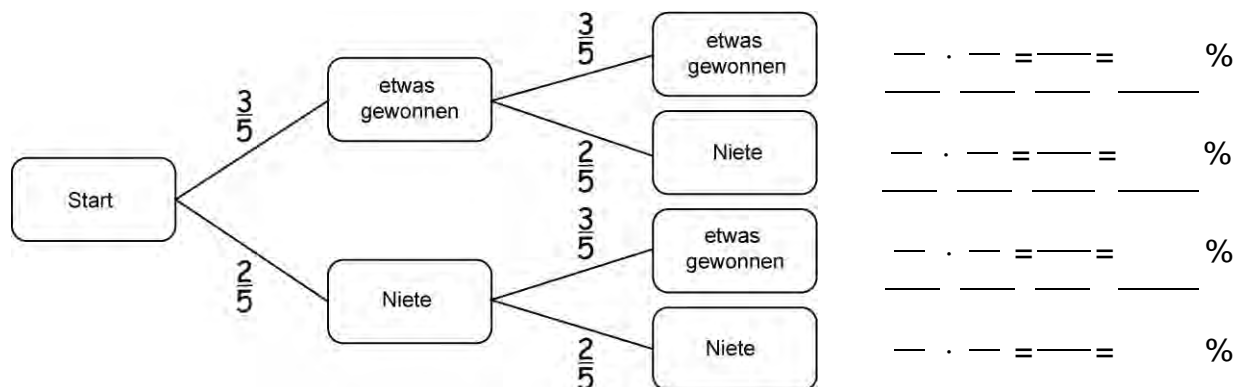 3/5
etwas
gewonnen
— · — = — = %
3/5
etwas
gewonnen
2/5
Niete
— · — = — = %
Start
3/5
etwas
gewonnen
— · — = — = %
2/5
Niete
2/5
Niete
— · — = — = %